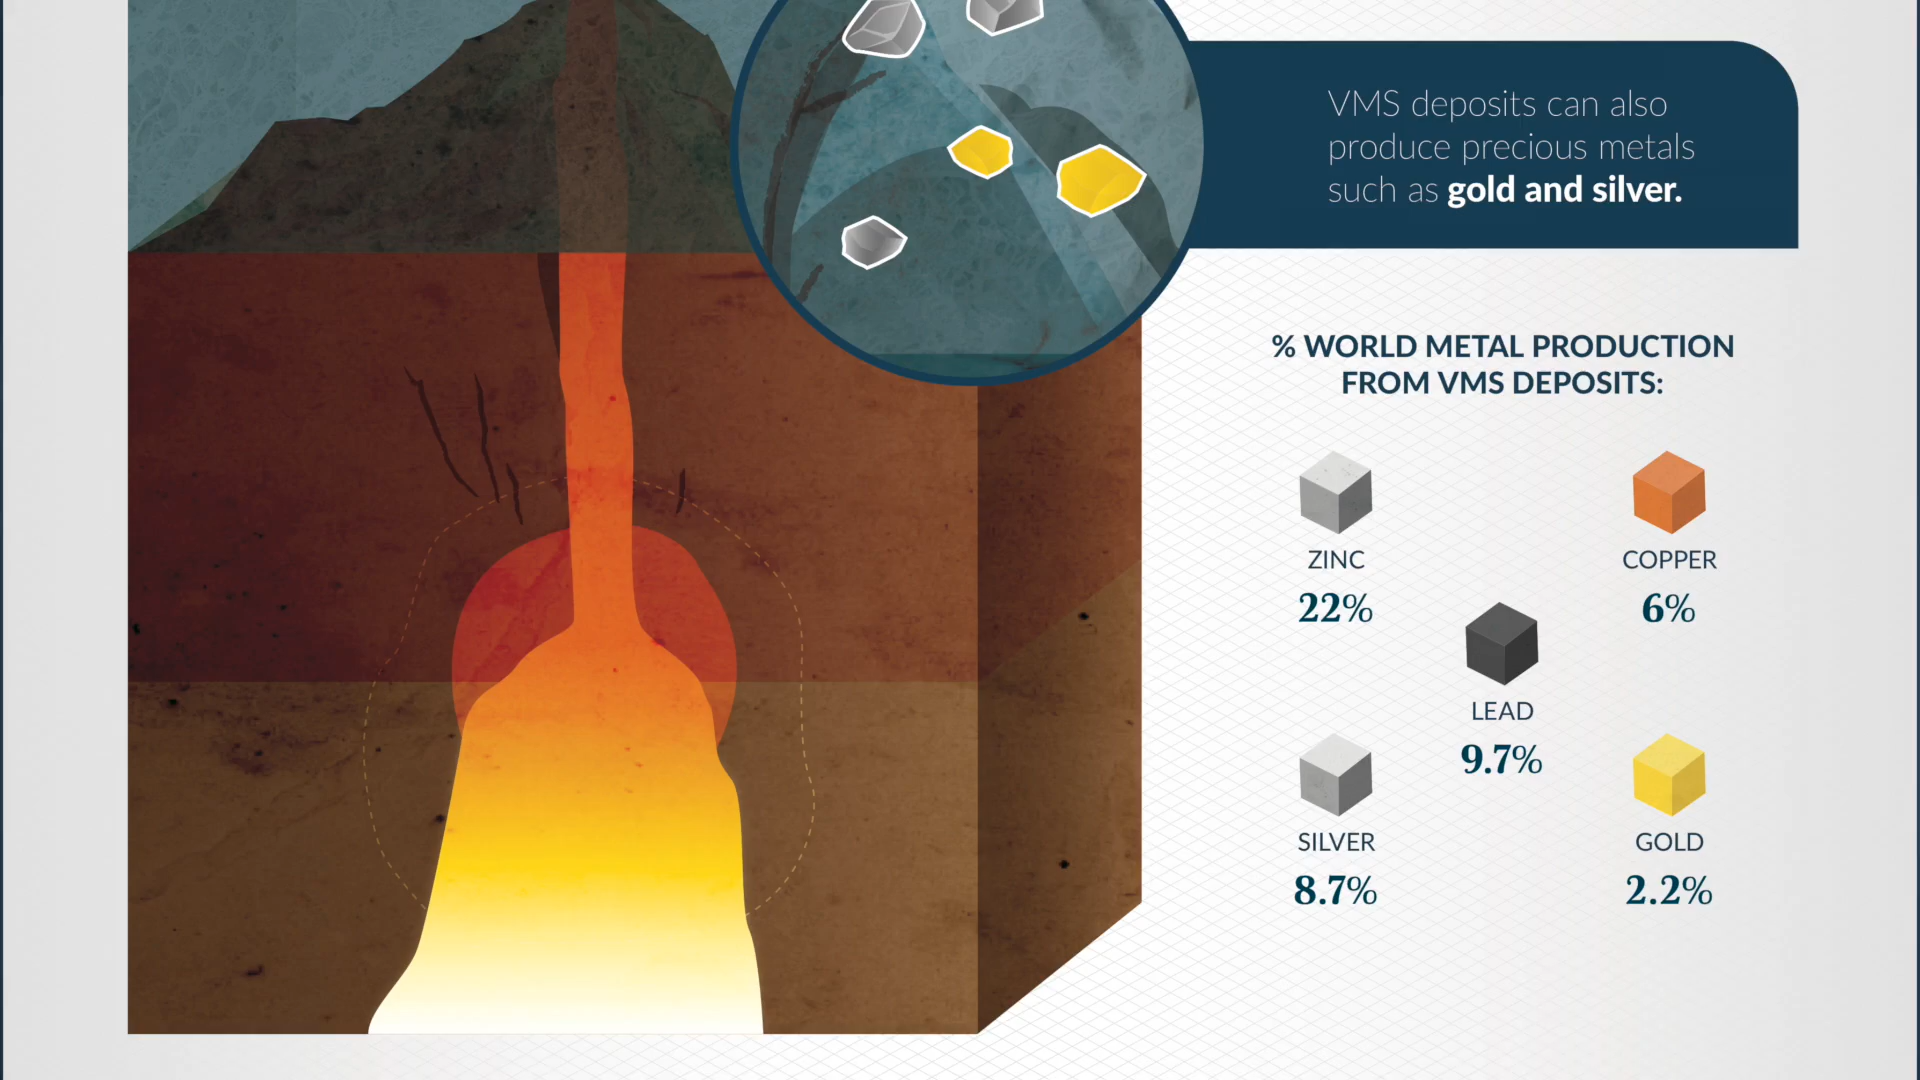 VMS deposits can also
produce precious metals
such as gold and silver.
% WORLD METAL PRODUCTION
FROM VMS DEPOSITS:
ZINC
22%
COPPER
6%
LEAD
9.7%
SILVER
8.7%
GOLD
2.2%